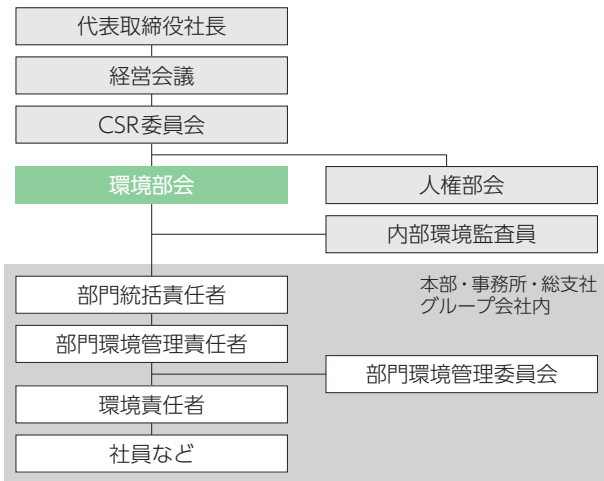 代表取締役社長
経営会議
CSR委員会
環境部会
人権部会
内部環境監査員
部門統括責任者
本部・事務所・総支社
グループ会社内
部門環境管理責任者
部門環境管理委員会
環境責任者
社員など